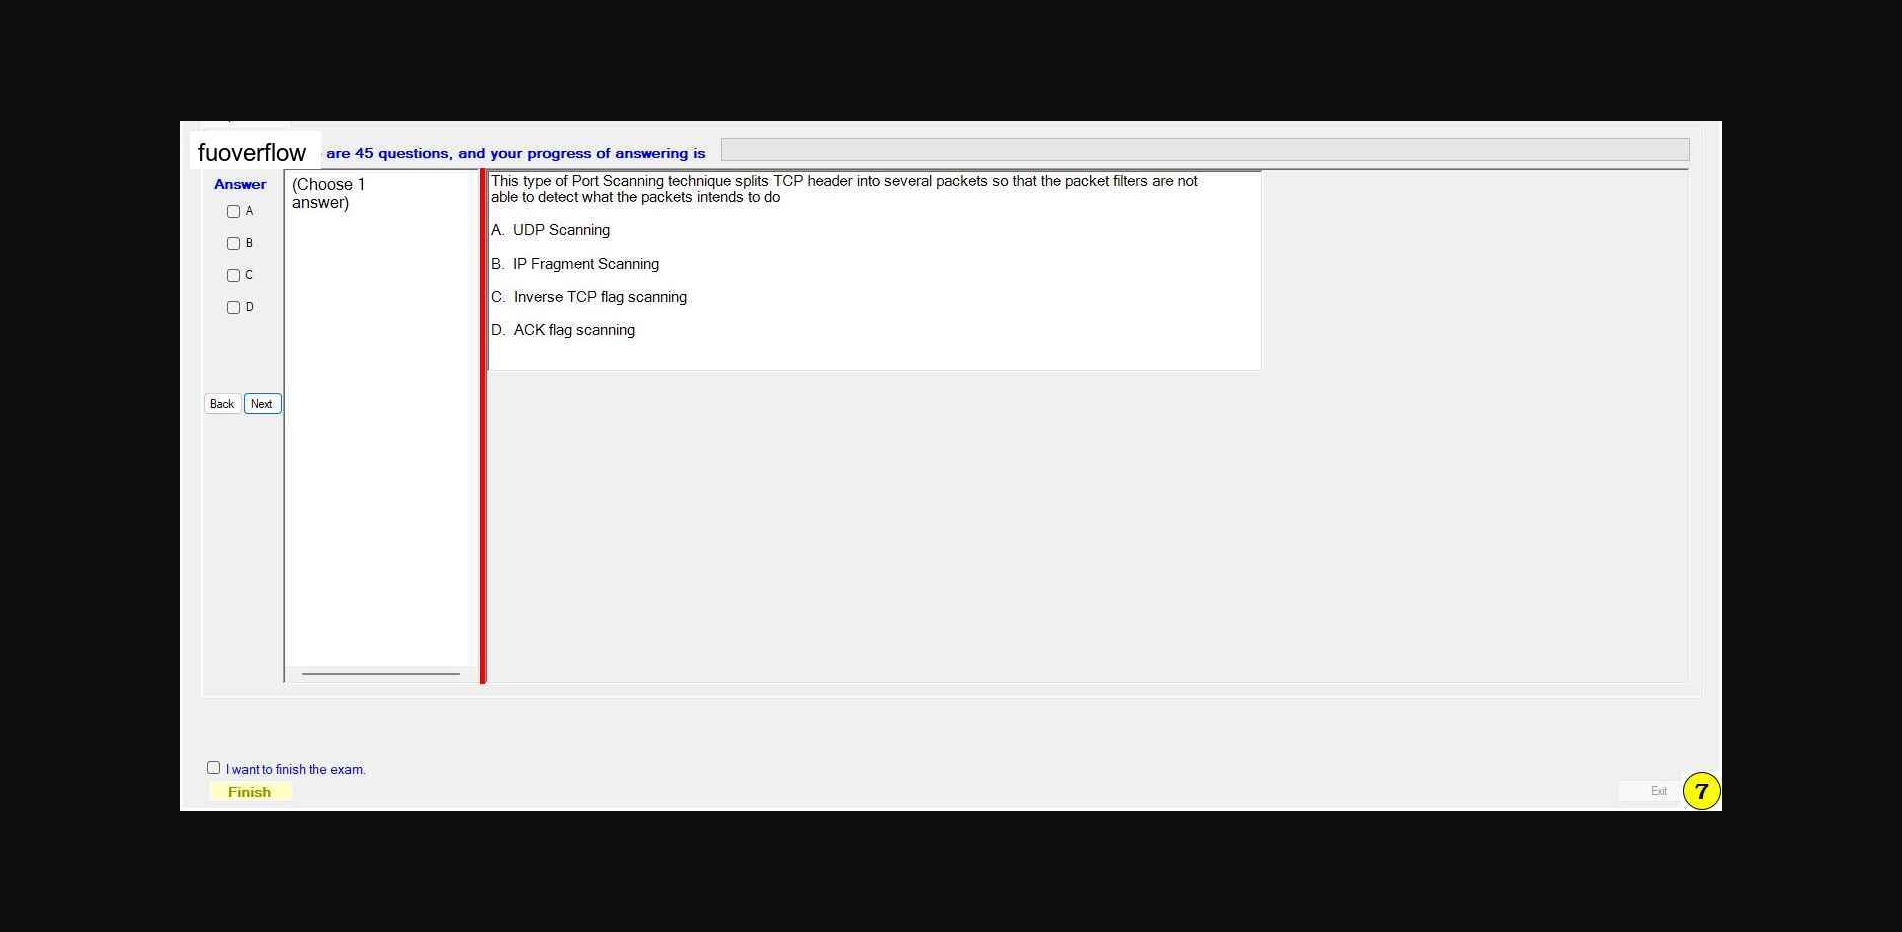 fuoverflow are 45 questions, and your progress of answering is
Answer
A
B
C
D
Back Next
(Choose 1
answer)
This type of Port Scanning technique splits TCP header into several packets so that the packet filters are not
able to detect what the packets intends to do
A. UDP Scanning
B. IP Fragment Scanning
C. Inverse TCP flag scanning
D. ACK flag scanning
I want to finish the exam.
Finish
Exit
7